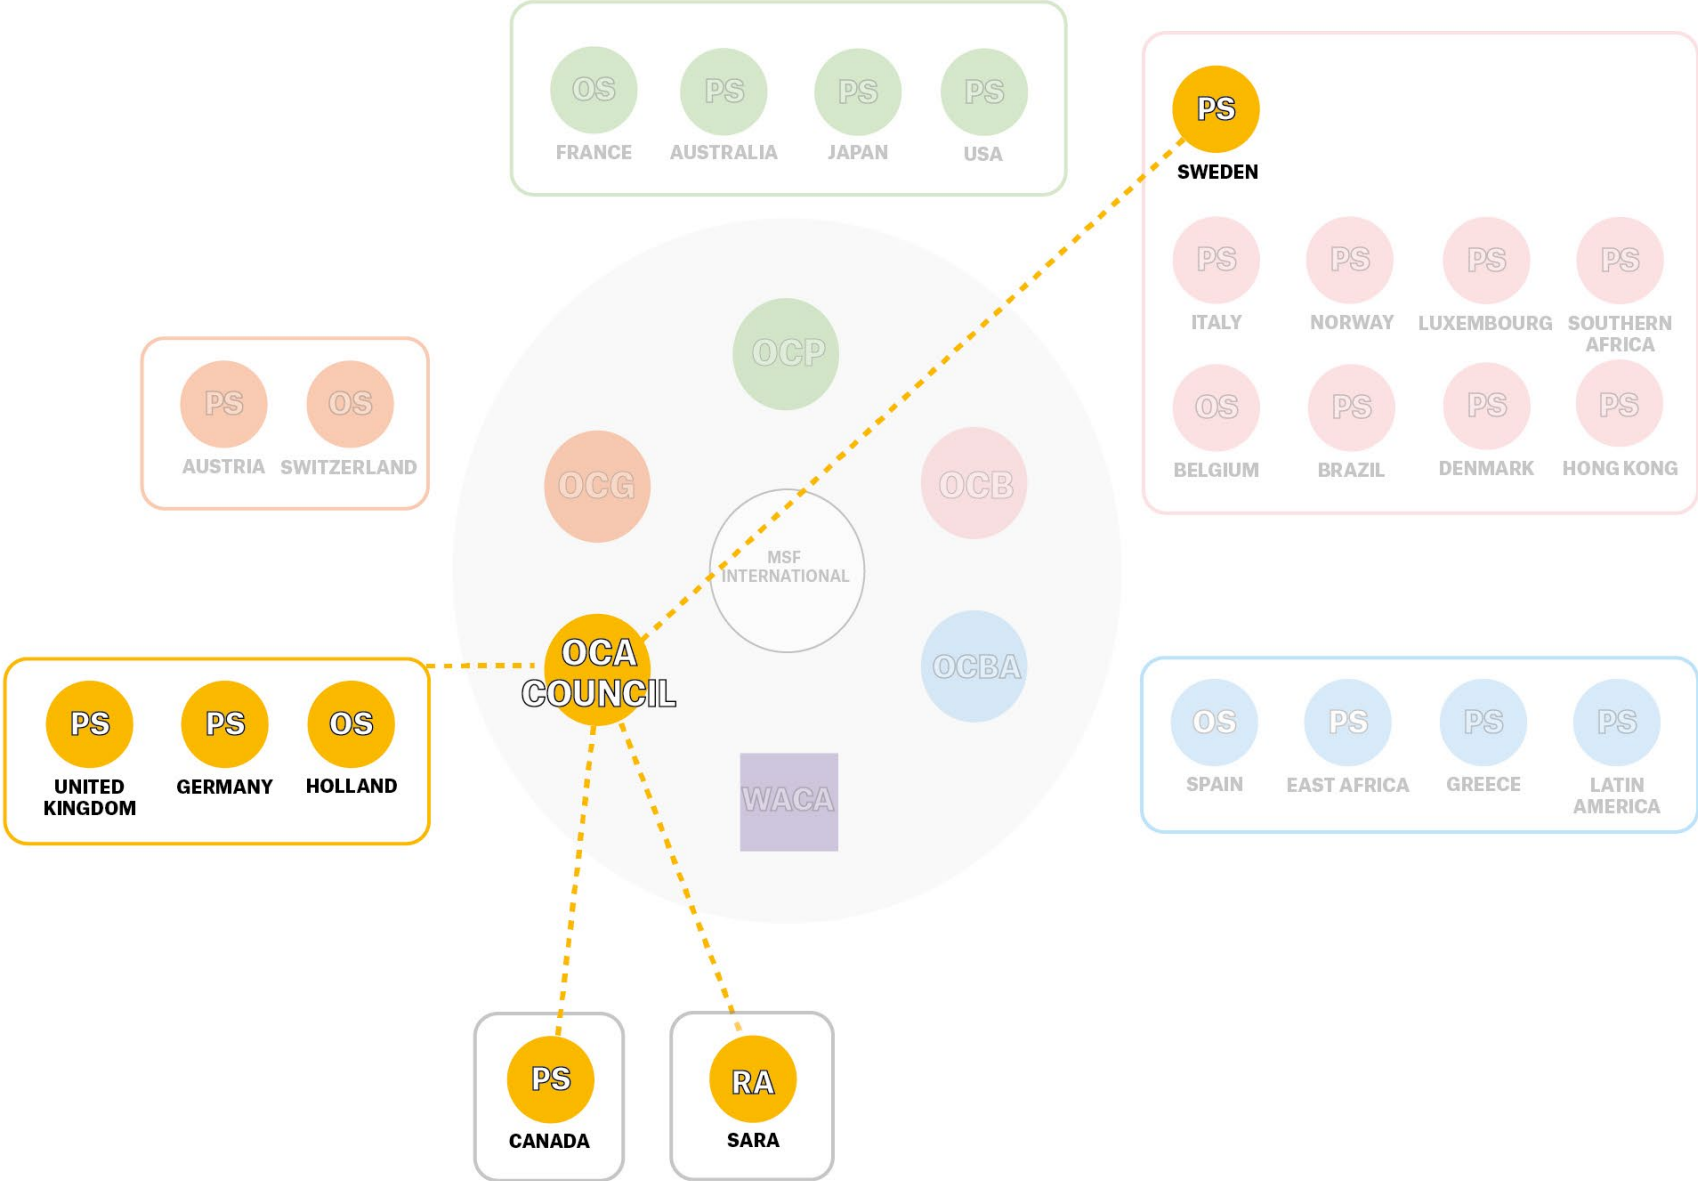 OS
PS
PS
PS
FRANCE
AUSTRALIA
JAPAN
USA
PS
SWEDEN
PS
PS
PS
PS
ITALY
NORWAY
LUXEMBOURG
SOUTHERN
AFRICA
OS
PS
PS
PS
BELGIUM
BRAZIL
DENMARK
HONG KONG
PS
OS
AUSTRIA
SWITZERLAND
OCP
OCG
OCB
MSF
INTERNATIONAL
OCA
COUNCIL
OCBA
WACA
PS
PS
OS
UNITED
KINGDOM
GERMANY
HOLLAND
OS
PS
PS
PS
SPAIN
EAST AFRICA
GREECE
LATIN
AMERICA
PS
CANADA
RA
SARA